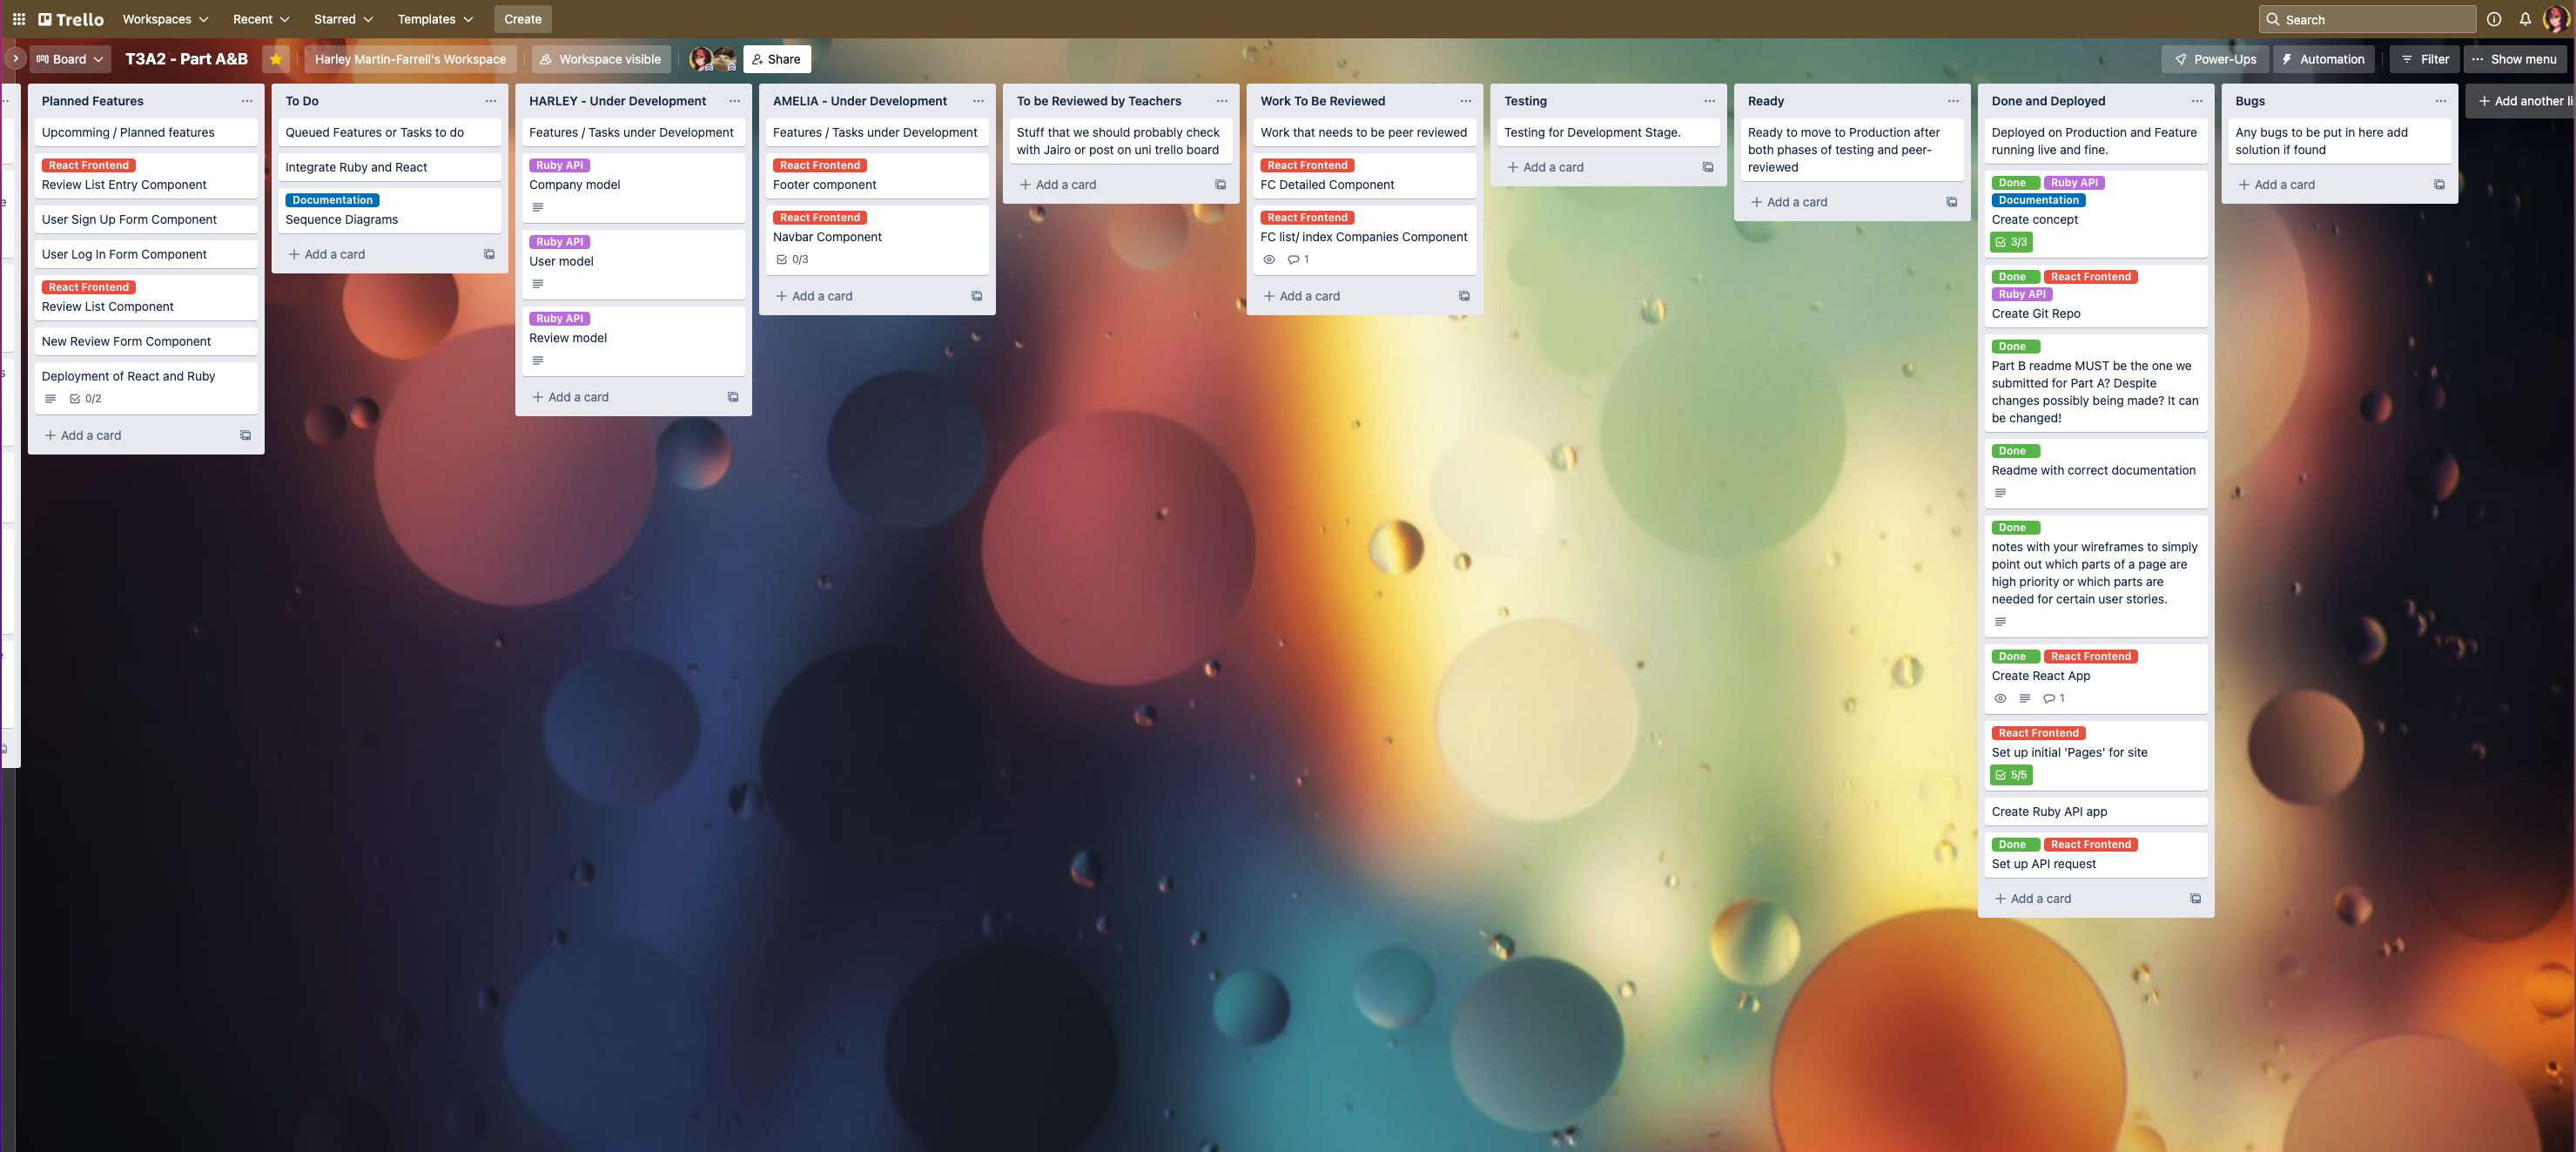 Trello
Workspaces
Recent
Starred
Templates
Create
Search
Board
T3A2 - Part A&B
Harley Martin-Farrell's Workspace
Workspace visible
Share
Power-Ups
Automation
Filter
Show menu
Planned Features
Upcomming / Planned features
React Frontend
Review List Entry Component
User Sign Up Form Component
User Log In Form Component
React Frontend
Review List Component
New Review Form Component
Deployment of React and Ruby
0/2
Add a card
To Do
Queued Features or Tasks to do
Integrate Ruby and React
Documentation
Sequence Diagrams
Add a card
HARLEY - Under Development
Features / Tasks under Development
Ruby API
Company model
Ruby API
User model
Ruby API
Review model
Add a card
AMELIA - Under Development
Features / Tasks under Development
React Frontend
Footer component
React Frontend
Navbar Component
0/3
Add a card
To be Reviewed by Teachers
Stuff that we should probably check
with Jairo or post on uni trello board
Add a card
Work To Be Reviewed
Work that needs to be peer reviewed
React Frontend
FC Detailed Component
React Frontend
FC list/ index Companies Component
1
Add a card
Testing
Testing for Development Stage.
Add a card
Ready
Ready to move to Production after
both phases of testing and peer-
reviewed
Add a card
Done and Deployed
Deployed on Production and Feature
running live and fine.
Done Ruby API
Documentation
Create concept
3/3
Done React Frontend
Ruby API
Create Git Repo
Done
Part B readme MUST be the one we
submitted for Part A? Despite
changes possibly being made? It can
be changed!
Done
Readme with correct documentation
Done
notes with your wireframes to simply
point out which parts of a page are
high priority or which parts are
needed for certain user stories.
Done React Frontend
Create React App
1
React Frontend
Set up initial 'Pages' for site
5/5
Create Ruby API app
Done React Frontend
Set up API request
Add a card
Bugs
Any bugs to be put in here add
solution if found
Add a card
Add another li